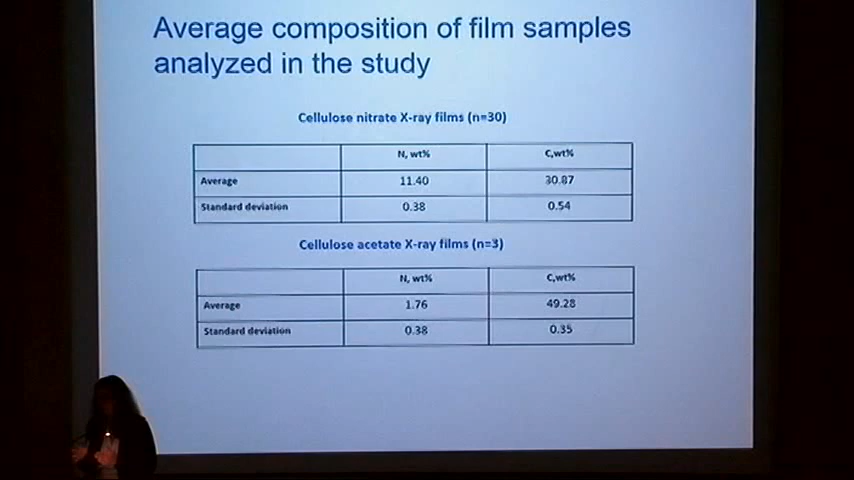 Average composition of film samples
analyzed in the study
Cellulose nitrate X-ray films (n=30)
N, wt% C,wt%
Average 11.40 30.87
Standard deviation 0.38 0.54
Cellulose acetate X-ray films (n=3)
N, wt% C,wt%
Average 1.76 49.28
Standard deviation 0.38 0.35